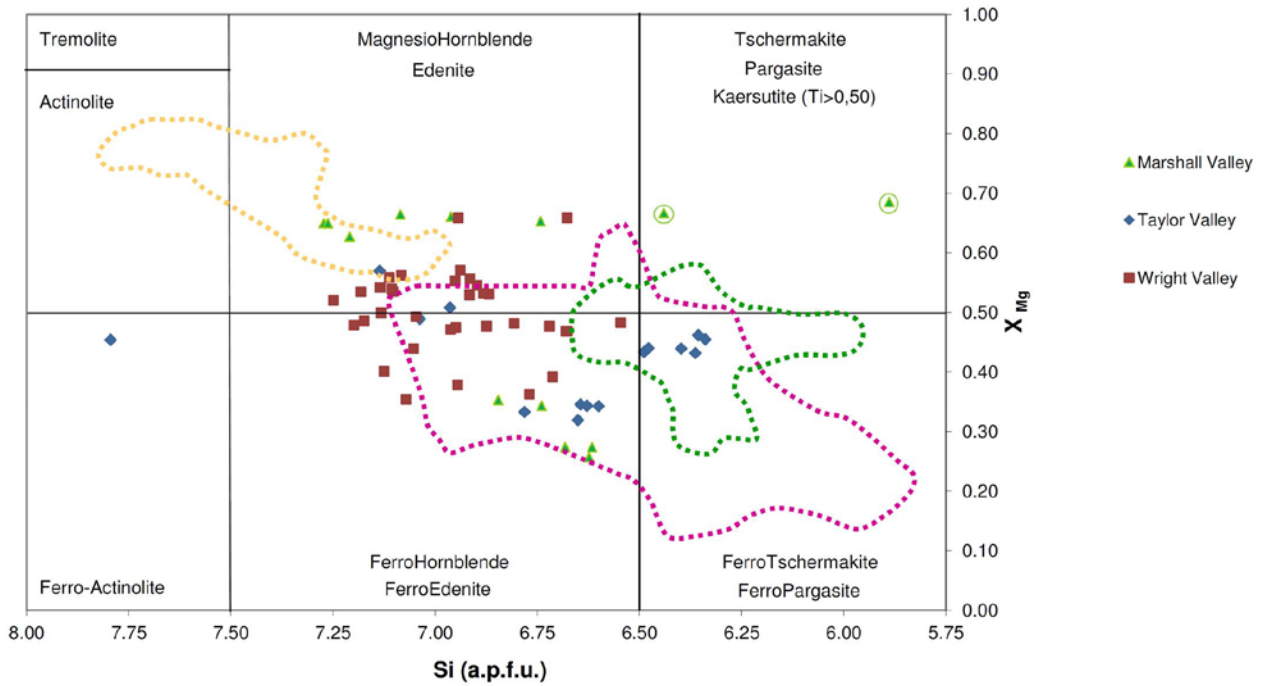 Tremolite
Actinolite
MagnesioHornblende
Edenite
Tschermakite
Pargasite
Kaersutite (Ti>0,50)
Ferro-Actinolite
FerroHornblende
FerroEdenite
FerroTschermakite
FerroPargasite
1.00
0.90
0.80
0.70
0.60
0.50
0.40
0.30
0.20
0.10
0.00
X Mg
8.00 7.75 7.50 7.25 7.00 6.75 6.50 6.25 6.00 5.75
Si (a.p.f.u.)
Marshall Valley
Taylor Valley
Wright Valley